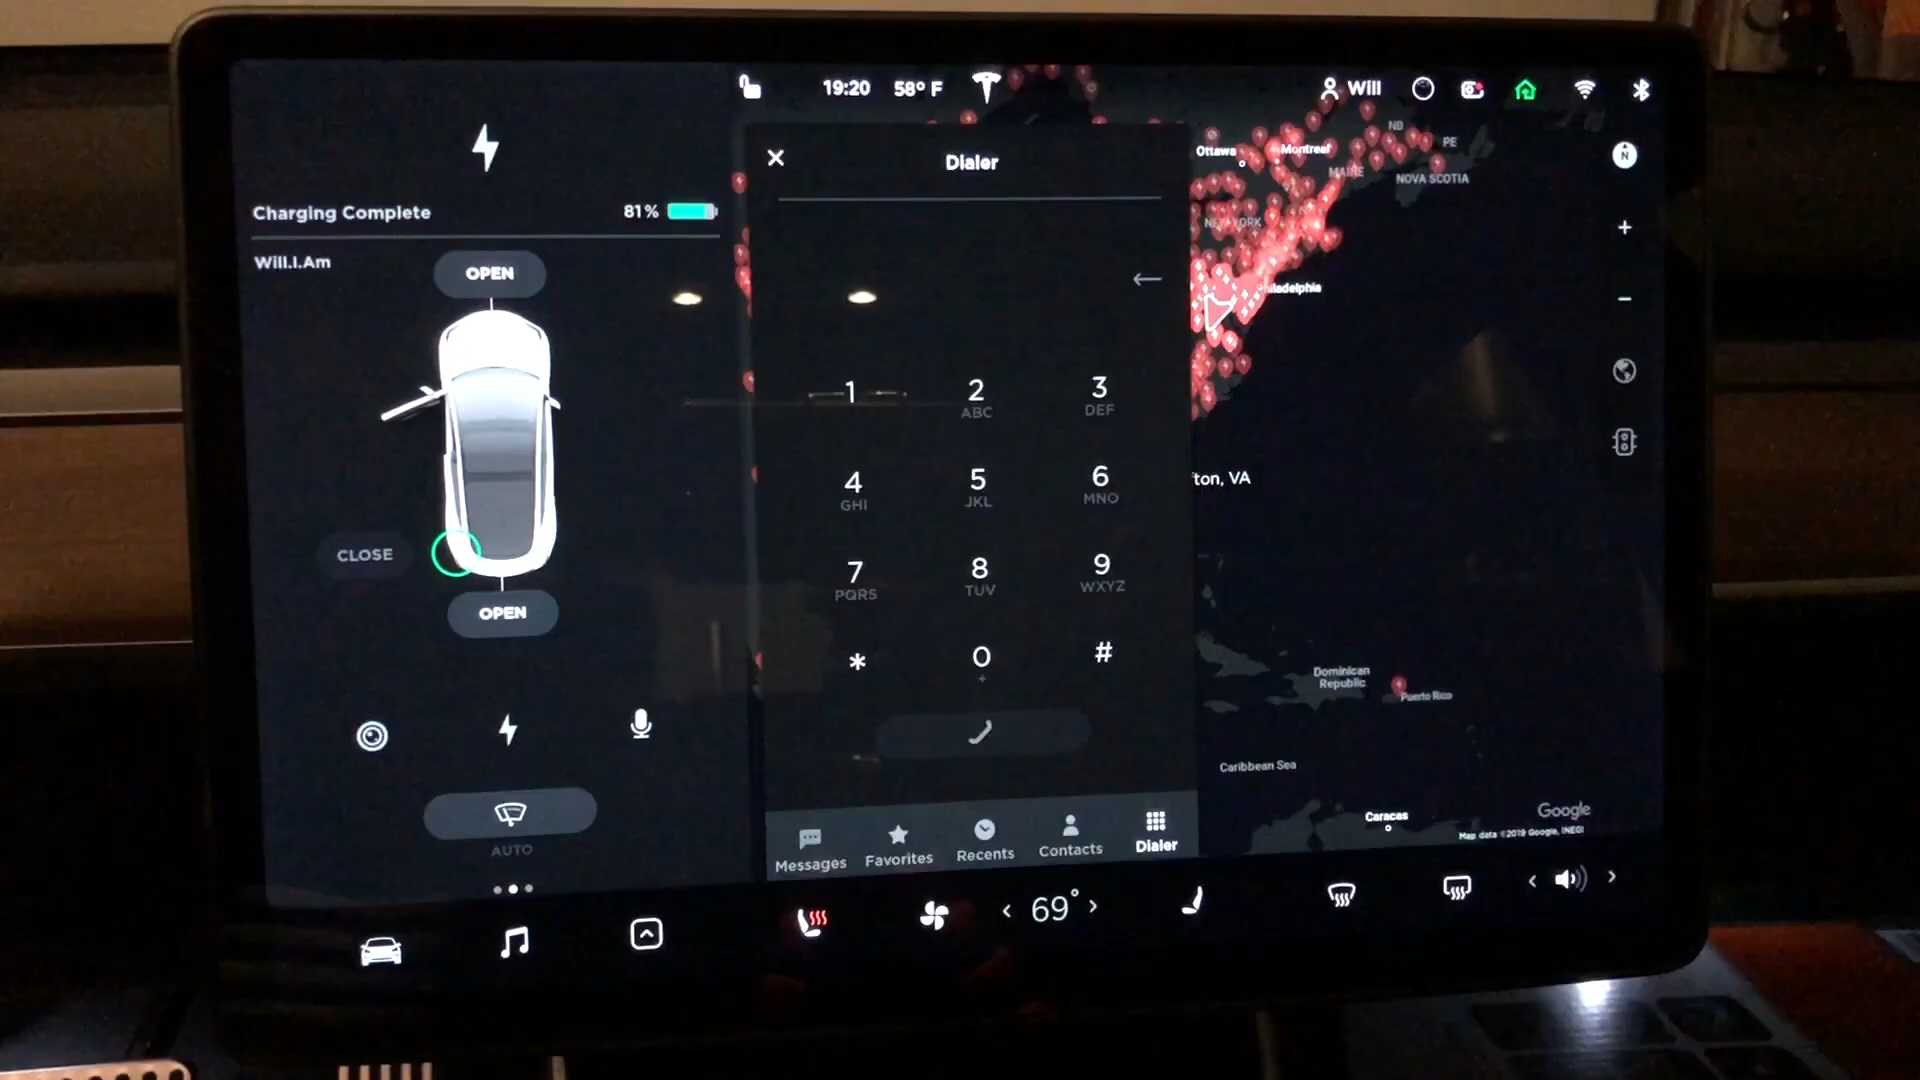 19:20
58° F
Will
Charging Complete
81%
Will.I.Am
OPEN
CLOSE
OPEN
AUTO
Dialer
1
2
ABC
3
DEF
4
GHI
5
JKL
6
MNO
7
PQRS
8
TUV
9
WXYZ
*
0
+
#
Messages
Favorites
Recents
Contacts
Dialer
N
Ottawa
Montreal
NB
PE
MAINE
NOVA SCOTIA
NEW YORK
hiladelphia
ton, VA
Dominican
Republic
Puerto Rico
Caribbean Sea
Caracas
Google
Map data ©2019 Google, INEGI
69°